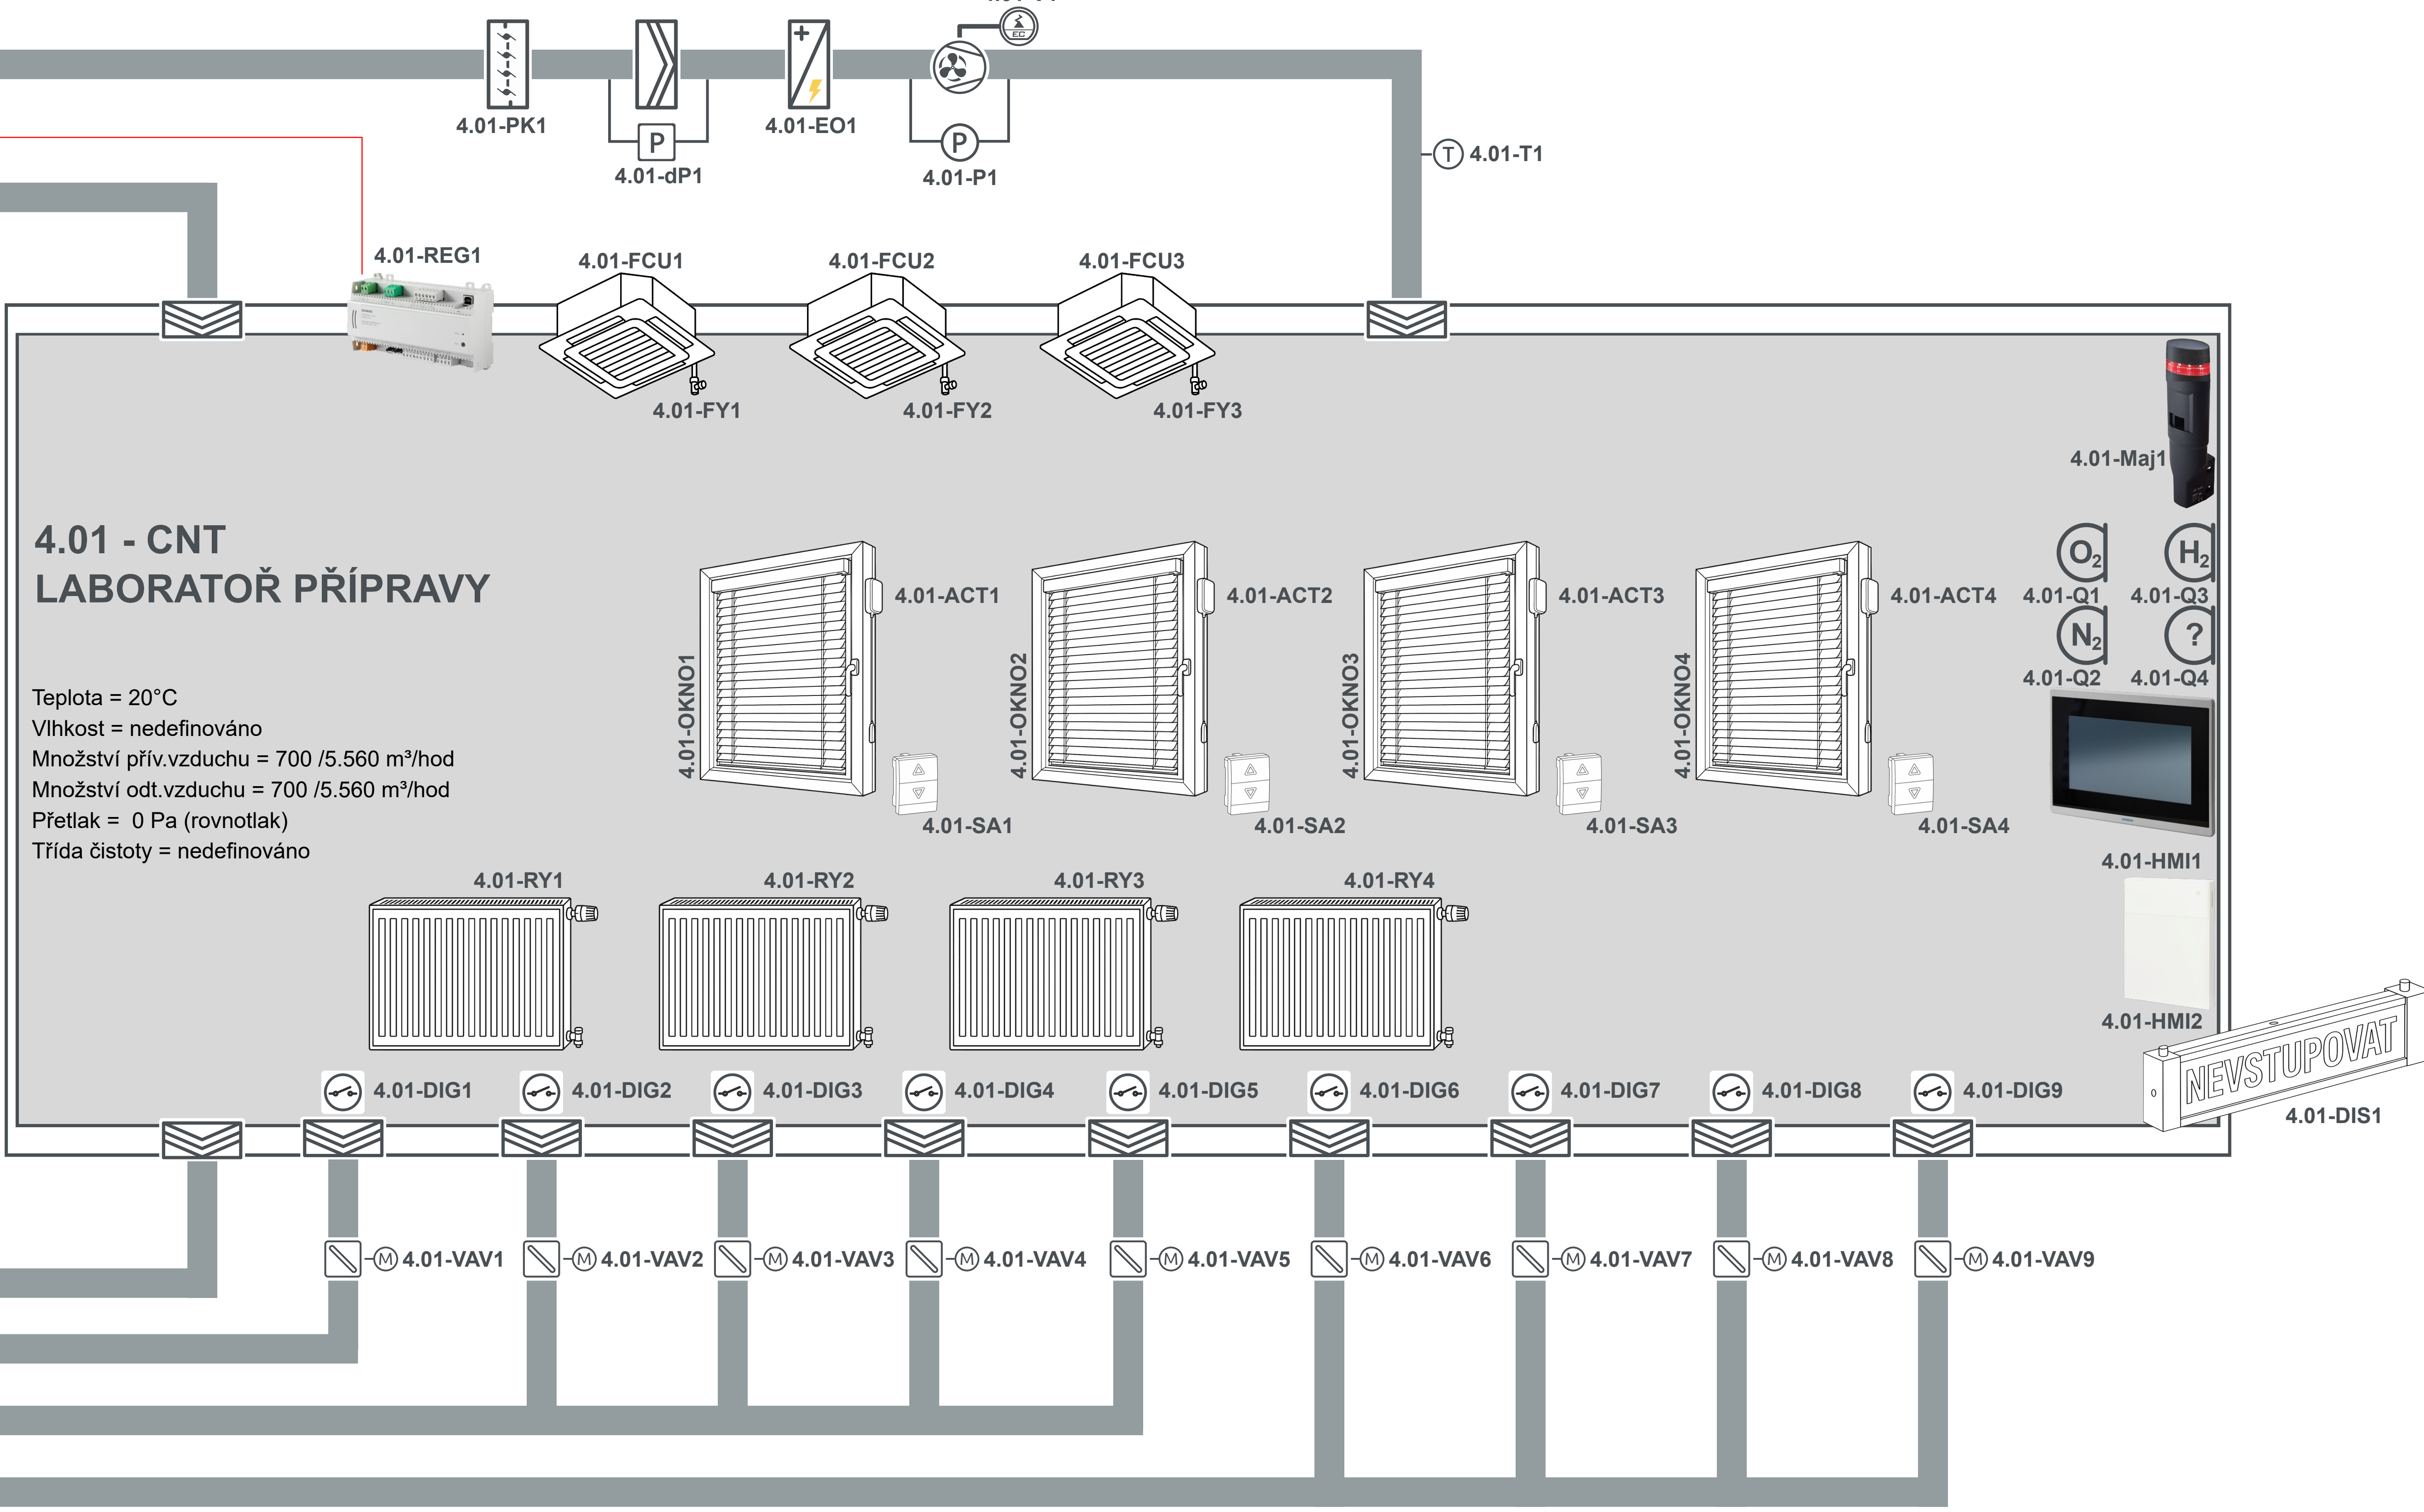 EC
4.01-PK1
4.01-EO1
P
P
4.01-dP1
4.01-P1
T 4.01-T1
4.01-REG1
4.01-FCU1
4.01-FCU2
4.01-FCU3
4.01-FY1
4.01-FY2
4.01-FY3
4.01-Maj1
4.01 - CNT
LABORATOŘ PŘÍPRAVY
O2
H2
4.01-ACT1
4.01-ACT2
4.01-ACT3
4.01-ACT4
4.01-Q1
4.01-Q3
N2
?
4.01-Q2
4.01-Q4
4.01-OKNO1
4.01-OKNO2
4.01-OKNO3
4.01-OKNO4
Teplota = 20°C
Vlhkost = nedefinováno
Množství přív.vzduchu = 700 /5.560 m³/hod
Množství odt.vzduchu = 700 /5.560 m³/hod
Přetlak = 0 Pa (rovnotlak)
Třída čistoty = nedefinováno
4.01-SA1
4.01-SA2
4.01-SA3
4.01-SA4
4.01-HMI1
4.01-RY1
4.01-RY2
4.01-RY3
4.01-RY4
4.01-HMI2
NEVSTUPOVAT
4.01-DIS1
4.01-DIG1
4.01-DIG2
4.01-DIG3
4.01-DIG4
4.01-DIG5
4.01-DIG6
4.01-DIG7
4.01-DIG8
4.01-DIG9
M 4.01-VAV1
M 4.01-VAV2
M 4.01-VAV3
M 4.01-VAV4
M 4.01-VAV5
M 4.01-VAV6
M 4.01-VAV7
M 4.01-VAV8
M 4.01-VAV9